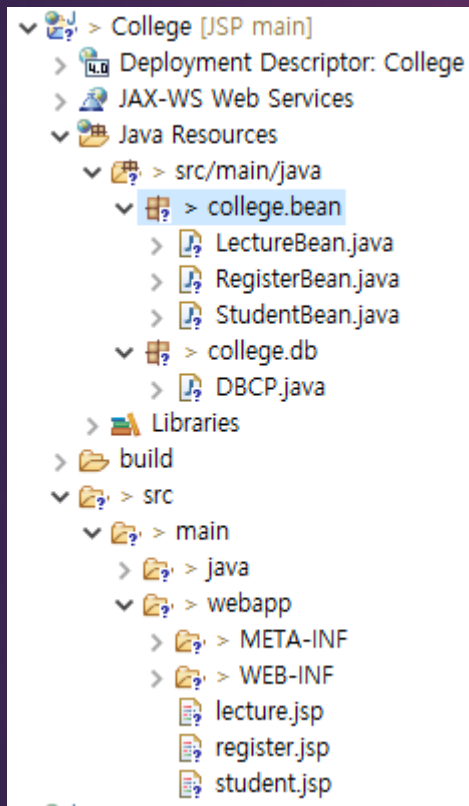 > College [JSP main]
Deployment Descriptor: College
JAX-WS Web Services
Java Resources
> src/main/java
> college.bean
LectureBean.java
RegisterBean.java
StudentBean.java
> college.db
DBCP.java
Libraries
build
> src
> main
> java
> webapp
> META-INF
> WEB-INF
lecture.jsp
register.jsp
student.jsp